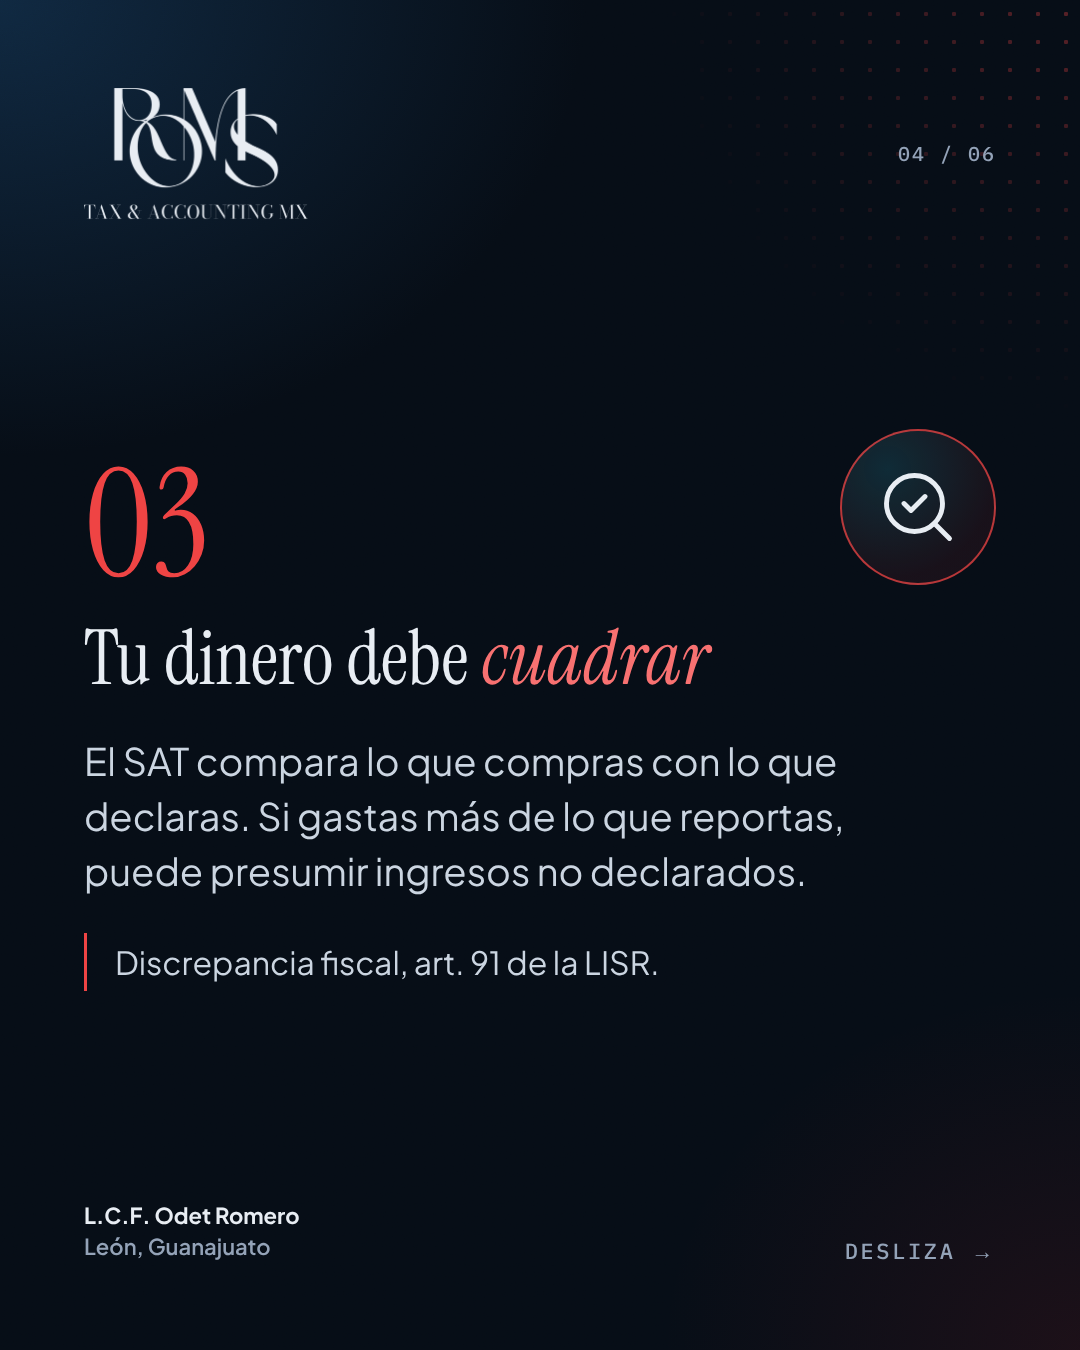 ROMS
TAX & ACCOUNTING MX
04 / 06
03
Tu dinero debe cuadrar
El SAT compara lo que compras con lo que
declaras. Si gastas más de lo que reportas,
puede presumir ingresos no declarados.
Discrepancia fiscal, art. 91 de la LISR.
L.C.F. Odet Romero
León, Guanajuato
DESLIZA →